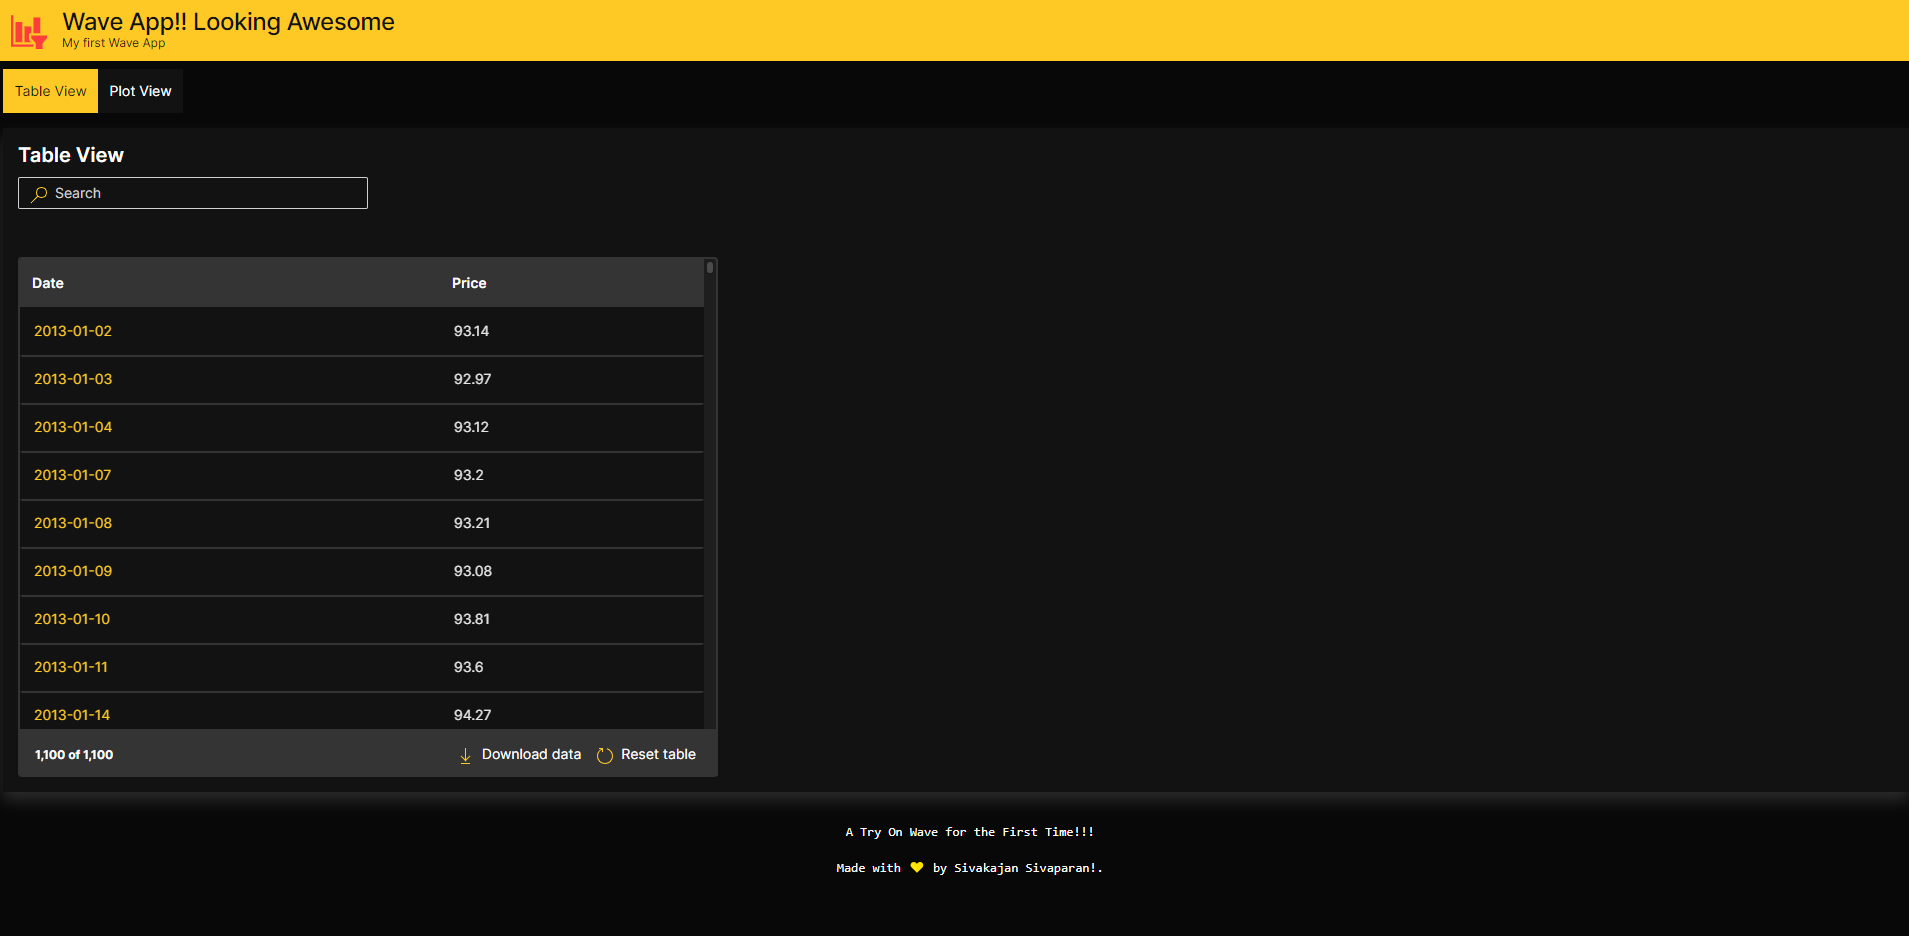 Wave App!! Looking Awesome
My first Wave App
Table View Plot View
Table View
Search
Date Price
2013-01-02 93.14
2013-01-03 92.97
2013-01-04 93.12
2013-01-07 93.2
2013-01-08 93.21
2013-01-09 93.08
2013-01-10 93.81
2013-01-11 93.6
2013-01-14 94.27
1,100 of 1,100 Download data Reset table
A Try On Wave for the First Time!!!
Made with 💛 by Sivakajan Sivaparan!.